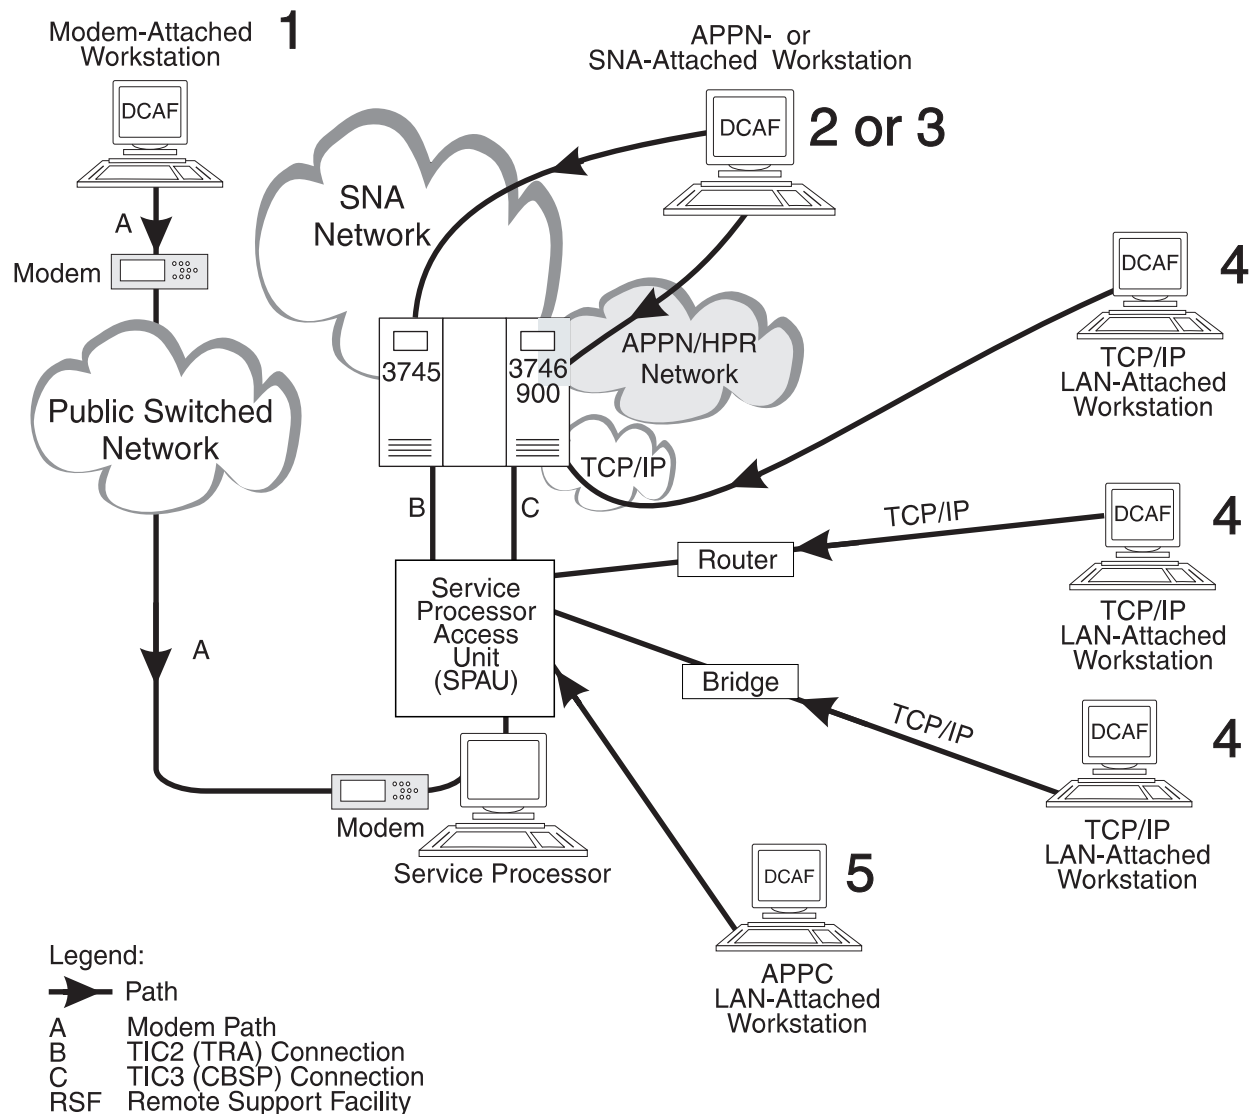 Modem-Attached
Workstation
1
DCAF
A
Modem
Public Switched
Network
A
Modem
APPN- or
SNA-Attached Workstation
DCAF
2 or 3
SNA
Network
3745
3746
900
APPN/HPR
Network
TCP/IP
B
C
DCAF
4
TCP/IP
LAN-Attached
Workstation
TCP/IP
Router
DCAF
4
TCP/IP
LAN-Attached
Workstation
Service
Processor
Access
Unit
(SPAU)
Bridge
TCP/IP
DCAF
4
TCP/IP
LAN-Attached
Workstation
Service Processor
DCAF
5
APPC
LAN-Attached
Workstation
Legend:
Path
A Modem Path
B TIC2 (TRA) Connection
C TIC3 (CBSP) Connection
RSF Remote Support Facility